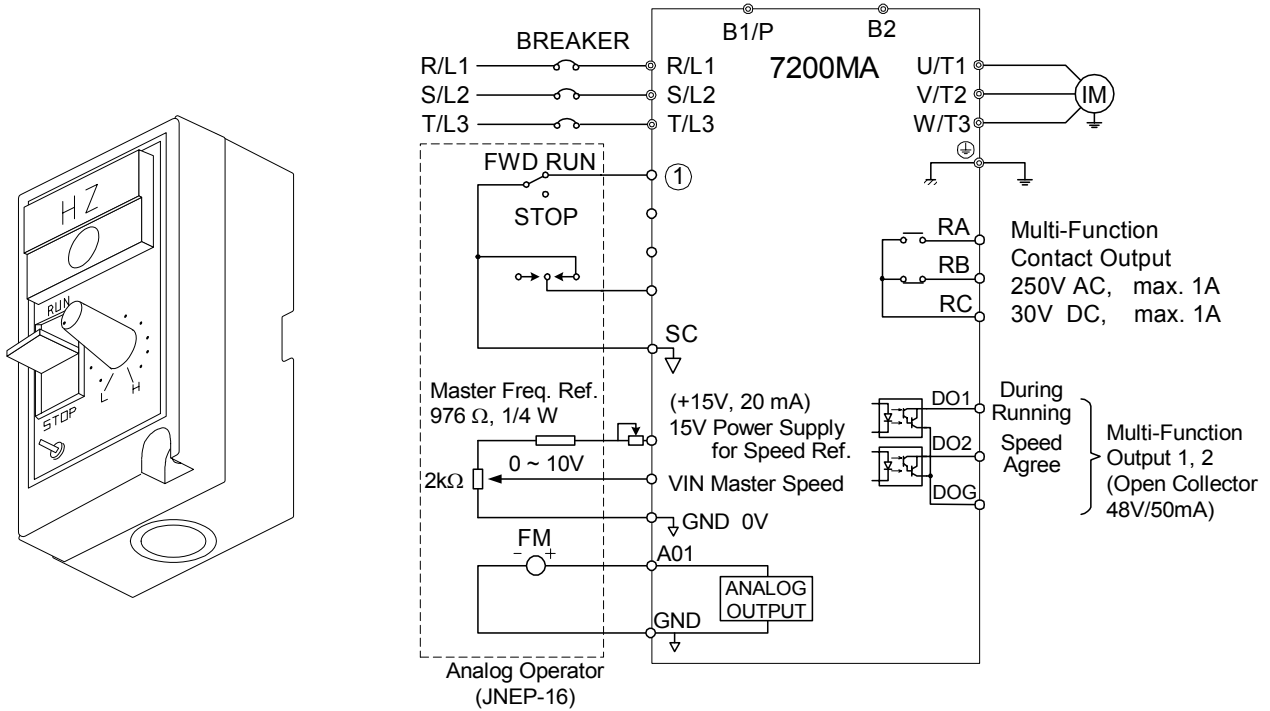 HZ
RUN
L
H
STOP
B1/P
B2
BREAKER
R/L1
R/L1
7200MA
U/T1
S/L2
S/L2
V/T2
IM
T/L3
T/L3
W/T3
FWD RUN
1
STOP
RA
Multi-Function
Contact Output
RB
250V AC, max. 1A
RC
30V DC, max. 1A
SC
Master Freq. Ref.
976 Ω, 1/4 W
(+15V, 20 mA)
15V Power Supply
for Speed Ref.
DO1
During
Running
DO2
Speed
Agree
Multi-Function
Output 1, 2
(Open Collector
48V/50mA)
0 ~ 10V
2kΩ
VIN Master Speed
DOG
GND 0V
FM
- +
A01
ANALOG
OUTPUT
GND
Analog Operator
(JNEP-16)